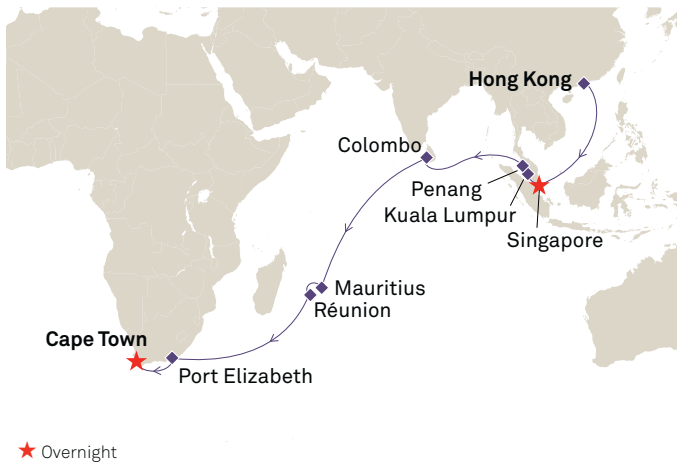 Hong Kong
Colombo
Penang
Kuala Lumpur
Singapore
Mauritius
Réunion
Cape Town
Port Elizabeth
Overnight